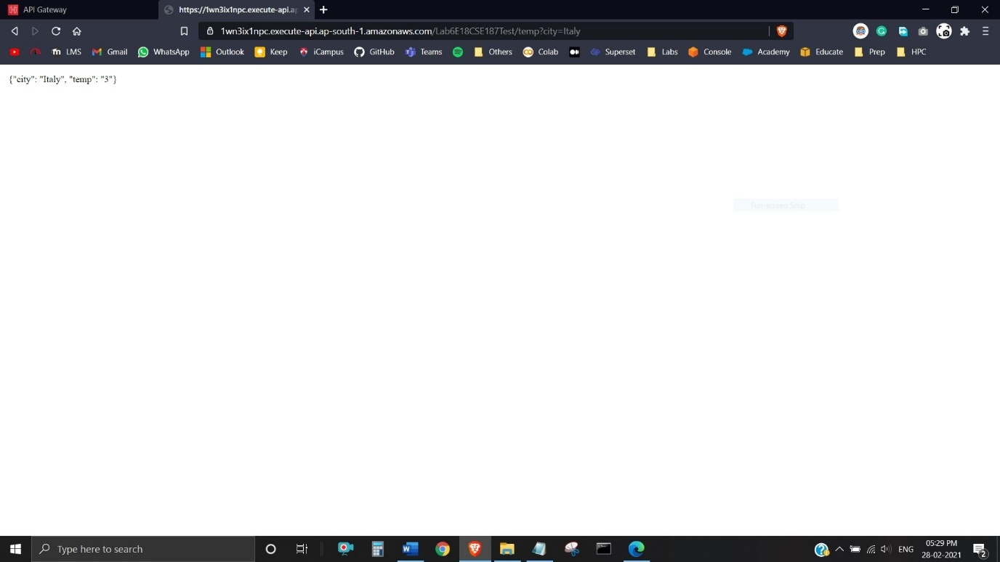 API Gateway
https://1wn3ix1npc.execute-api.ap
1wn3ix1npc.execute-api.ap-south-1.amazonaws.com/Lab6E18CSE187Test/temp?city=Italy
LMS Gmail WhatsApp Outlook Keep iCampus GitHub Teams Others Colab Superset Labs Console Academy Educate Prep HPC
{"city": "Italy", "temp": "3"}
Full-screen Snip
Type here to search
ENG
05:29 PM
28-02-2021
2